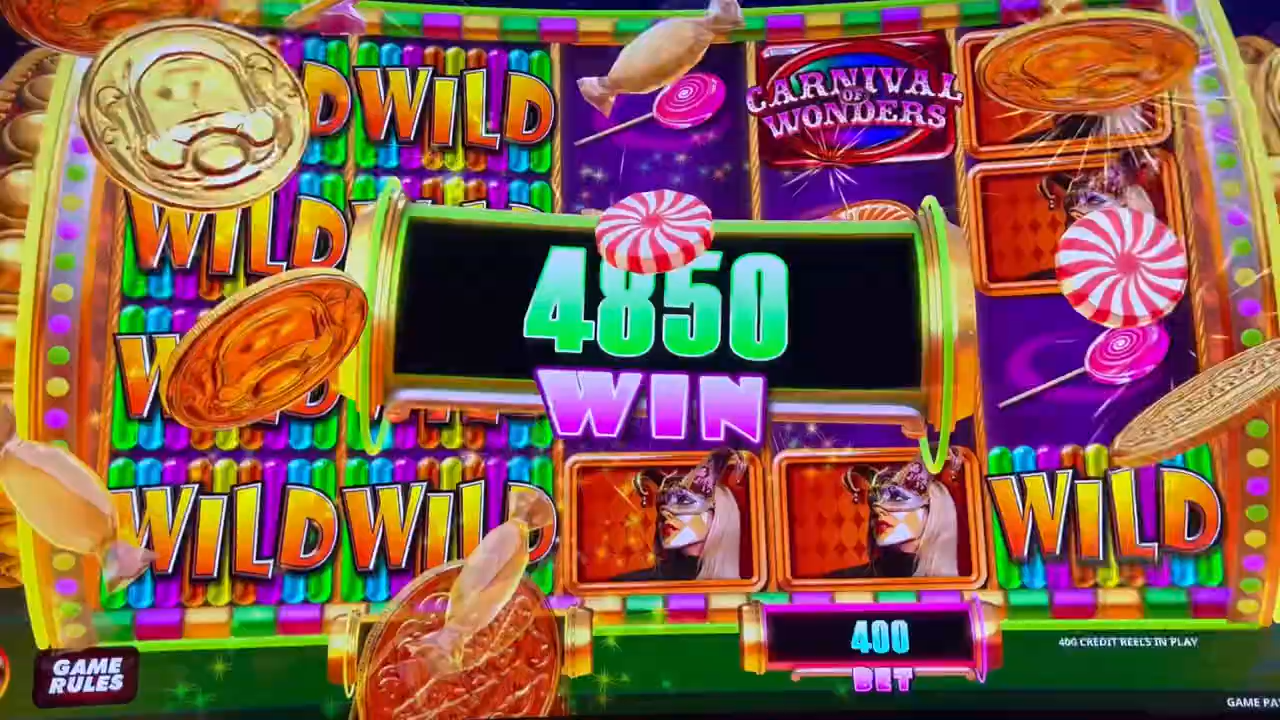 WILD
CARNIVAL
OF
WONDERS
WILD
4850
WIN
WILD WILD WILD
400
BET
400 CREDIT REELS IN PLAY
GAME
RULES
GAME